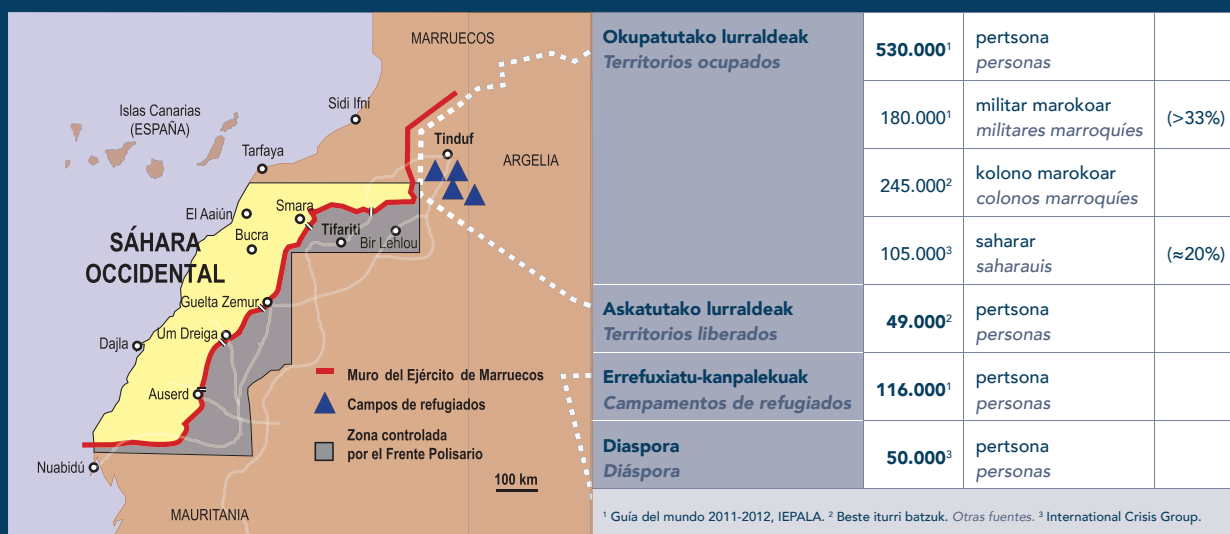 MARRUECOS
Islas Canarias
(ESPAÑA)
Sidi Ifni
Tarfaya
Tinduf
ARGELIA
El Aaiún
Smara
Bucra
Tifariti
Bir Lehlou
SÁHARA
OCCIDENTAL
Guelta Zemur
Um Dreiga
Dajla
Auserd
Nuabidú
MAURITANIA
Muro del Ejército de Marruecos
Campos de refugiados
Zona controlada
por el Frente Polisario
100 km
Okupatutako lurraldeak
Territorios ocupados
530.000¹
pertsona
personas
180.000¹
militar marokoar
militares marroquíes
(>33%)
245.000²
kolono marokoar
colonos marroquíes
105.000³
saharar
saharauis
(≈20%)
Askatutako lurraldeak
Territorios liberados
49.000²
pertsona
personas
Errefuxiatu-kanpalekuak
Campamentos de refugiados
116.000¹
pertsona
personas
Diaspora
Diáspora
50.000³
pertsona
personas
¹ Guía del mundo 2011-2012, IEPALA. ² Beste iturri batzuk. Otras fuentes. ³ International Crisis Group.